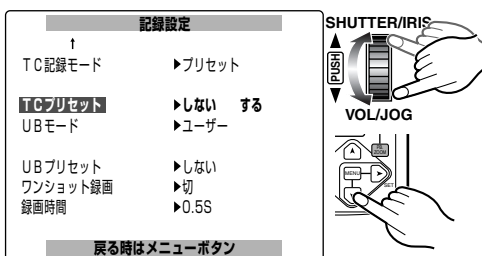 記録設定
↑
TC記録モード ▶プリセット
TCプリセット ▶しない する
UBモード ▶ユーザー
UBプリセット ▶しない
ワンショット録画 ▶切
録画時間 ▶0.5S
戻る時はメニューボタン
SHUTTER/IRIS
PUSH
VOL/JOG
ZOOM
MENU
SET